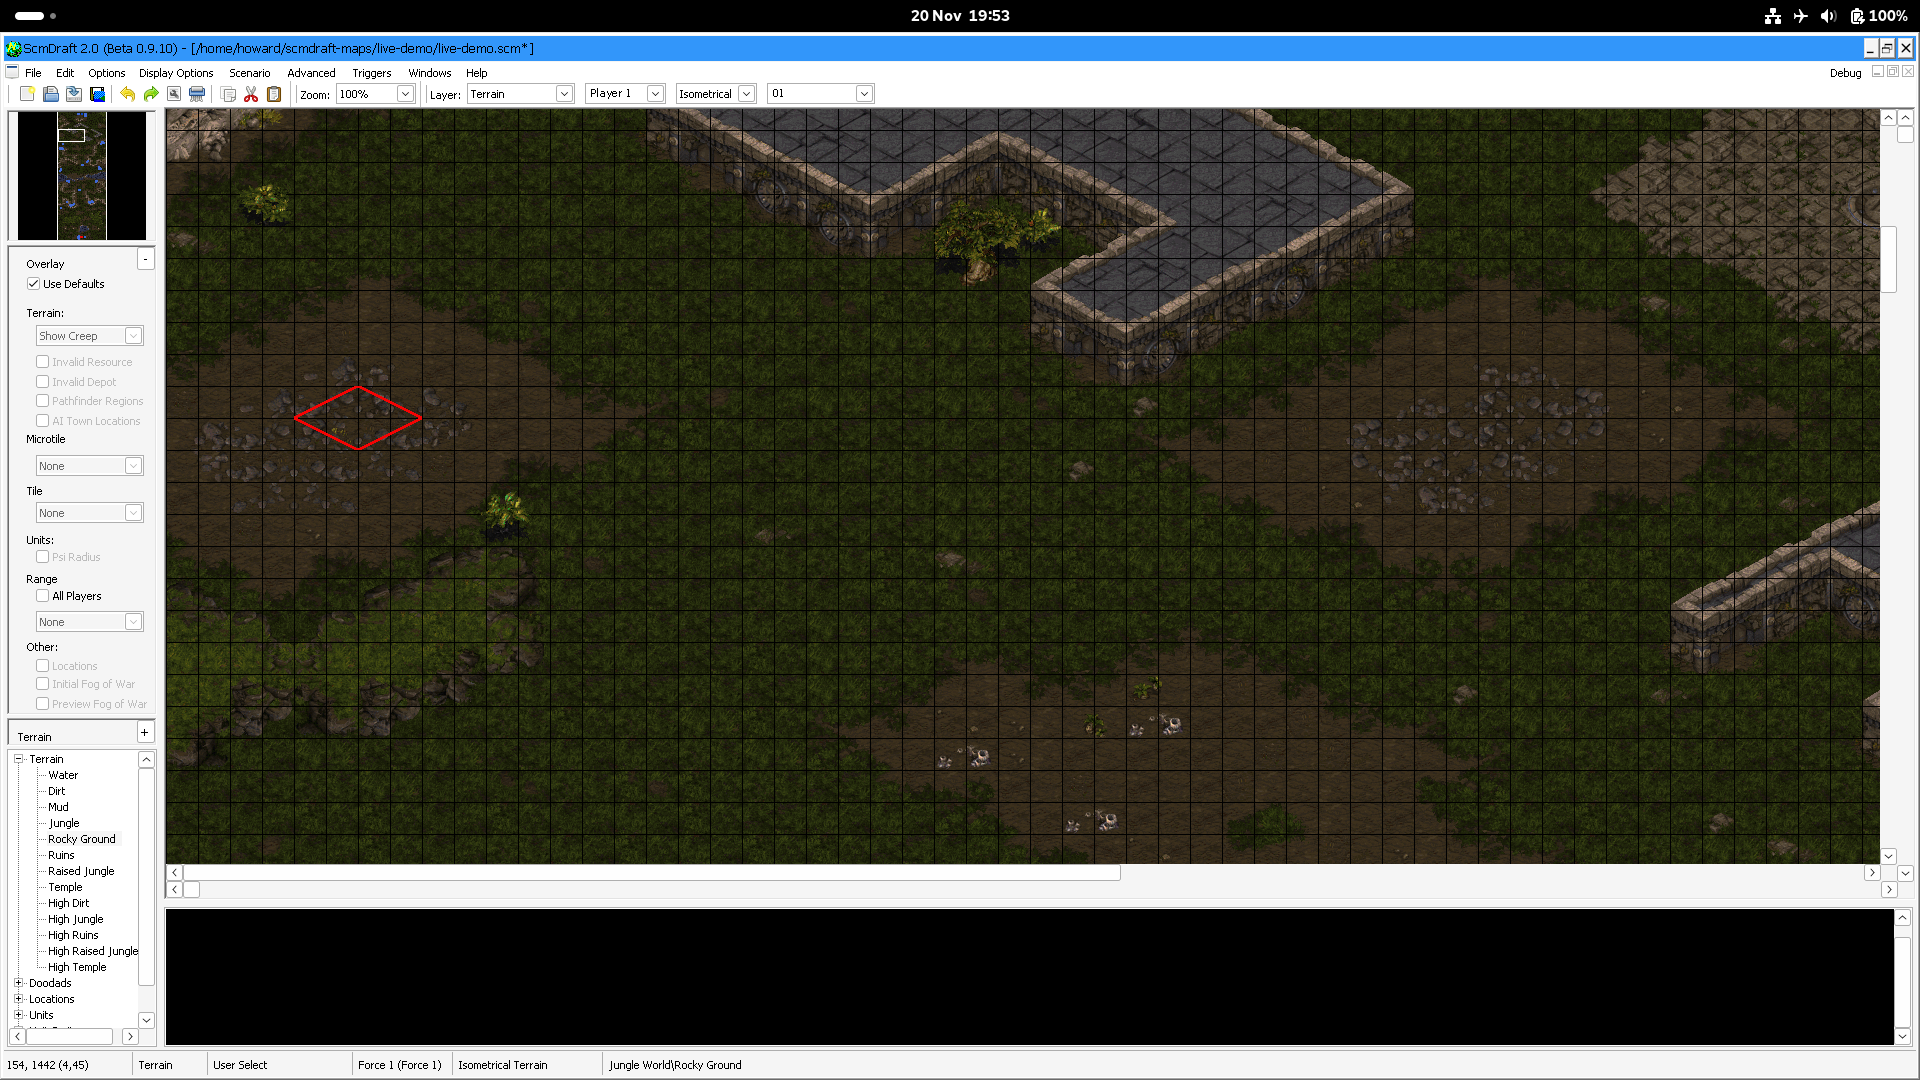 20 Nov 19:53
100%
ScmDraft 2.0 (Beta 0.9.10) - [/home/howard/scmdraft-maps/live-demo/live-demo.scm*]
File Edit Options Display Options Scenario Advanced Triggers Windows Help Debug
Zoom: 100% Layer: Terrain Player 1 Isometrical 01
Overlay
-
Use Defaults
Terrain:
Show Creep
Invalid Resource
Invalid Depot
Pathfinder Regions
AI Town Locations
Microtile
None
Tile
None
Units:
Psi Radius
Range
All Players
None
Other:
Locations
Initial Fog of War
Preview Fog of War
Terrain
+
Terrain
Water
Dirt
Mud
Jungle
Rocky Ground
Ruins
Raised Jungle
Temple
High Dirt
High Jungle
High Ruins
High Raised Jungle
High Temple
Doodads
Locations
Units
154, 1442 (4,45) Terrain User Select Force 1 (Force 1) Isometrical Terrain Jungle World\Rocky Ground